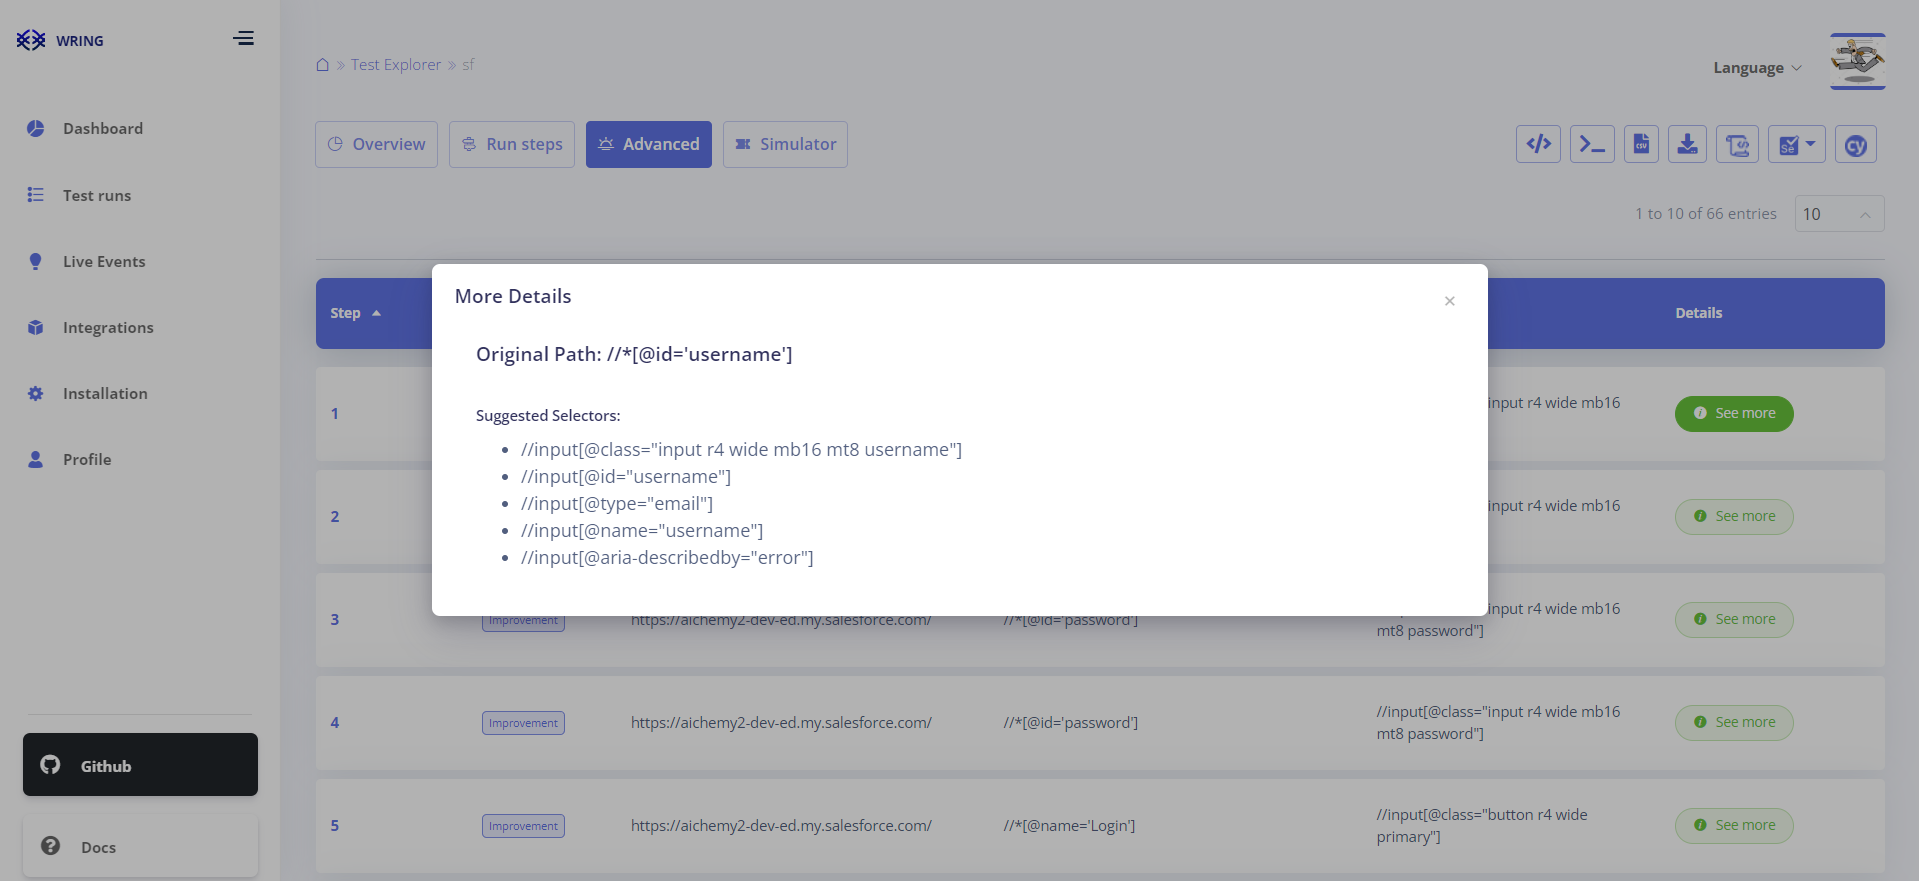 WRING
Test Explorer
sf
Language
Dashboard
Test runs
Live Events
Integrations
Installation
Profile
Github
Docs
Overview
Run steps
Advanced
Simulator
</>
csv
Se
cy
1 to 10 of 66 entries
10
Step
Details
More Details
×
Original Path: //*[@id='username']
Suggested Selectors:
//input[@class="input r4 wide mb16 mt8 username"]
//input[@id="username"]
//input[@type="email"]
//input[@name="username"]
//input[@aria-describedby="error"]
1
input r4 wide mb16
See more
2
input r4 wide mb16
See more
3
Improvement
https://aichemy2-dev-ed.my.salesforce.com/
//*[@id='password']
input r4 wide mb16
mt8 password"]
See more
4
Improvement
https://aichemy2-dev-ed.my.salesforce.com/
//*[@id='password']
//input[@class="input r4 wide mb16
mt8 password"]
See more
5
Improvement
https://aichemy2-dev-ed.my.salesforce.com/
//*[@name='Login']
//input[@class="button r4 wide
primary"]
See more